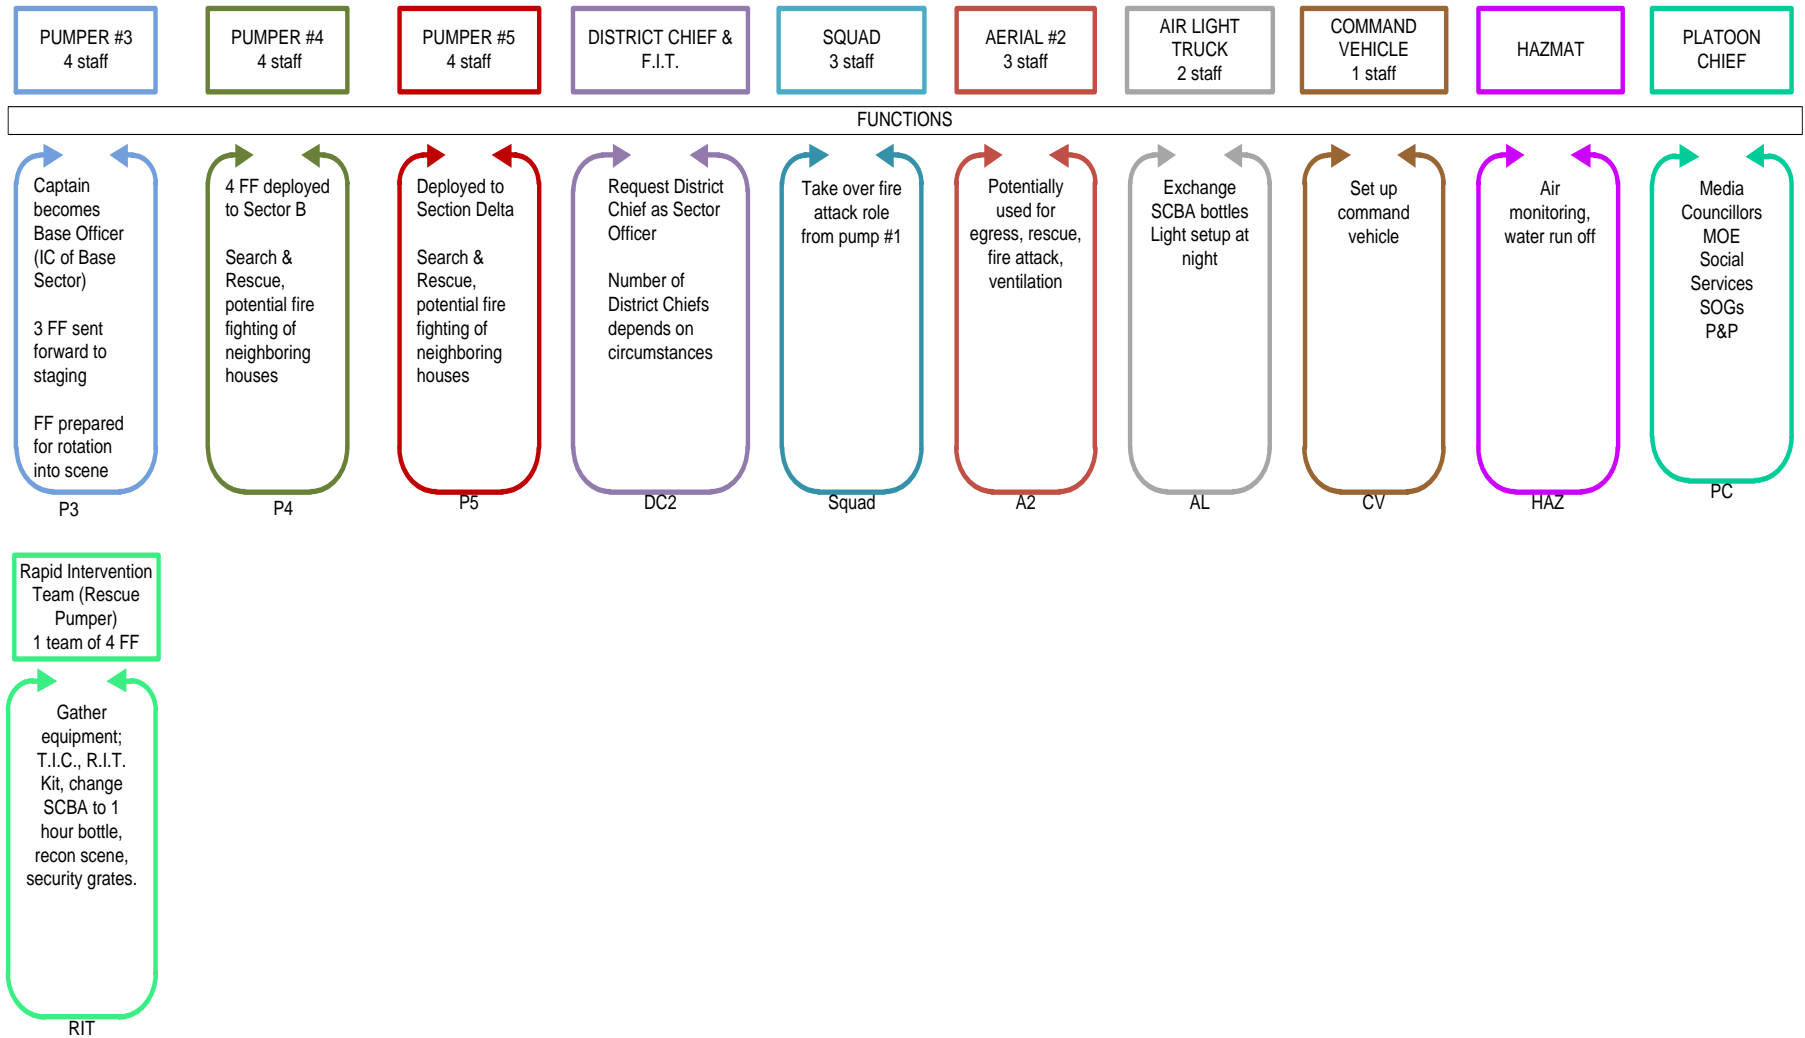 PUMPER #3
4 staff
PUMPER #4
4 staff
PUMPER #5
4 staff
DISTRICT CHIEF &
F.I.T.
SQUAD
3 staff
AERIAL #2
3 staff
AIR LIGHT
TRUCK
2 staff
COMMAND
VEHICLE
1 staff
HAZMAT
PLATOON
CHIEF
FUNCTIONS
Captain
becomes
Base Officer
(IC of Base
Sector)
3 FF sent
forward to
staging
FF prepared
for rotation
into scene
P3
4 FF deployed
to Sector B
Search &
Rescue,
potential fire
fighting of
neighboring
houses
P4
Deployed to
Section Delta
Search &
Rescue,
potential fire
fighting of
neighboring
houses
P5
Request District
Chief as Sector
Officer
Number of
District Chiefs
depends on
circumstances
DC2
Take over fire
attack role
from pump #1
Squad
Potentially
used for
egress, rescue,
fire attack,
ventilation
A2
Exchange
SCBA bottles
Light setup at
night
AL
Set up
command
vehicle
CV
Air
monitoring,
water run off
HAZ
Media
Councillors
MOE
Social
Services
SOGs
P&P
PC
Rapid Intervention
Team (Rescue
Pumper)
1 team of 4 FF
Gather
equipment;
T.I.C., R.I.T.
Kit, change
SCBA to 1
hour bottle,
recon scene,
security grates.
RIT